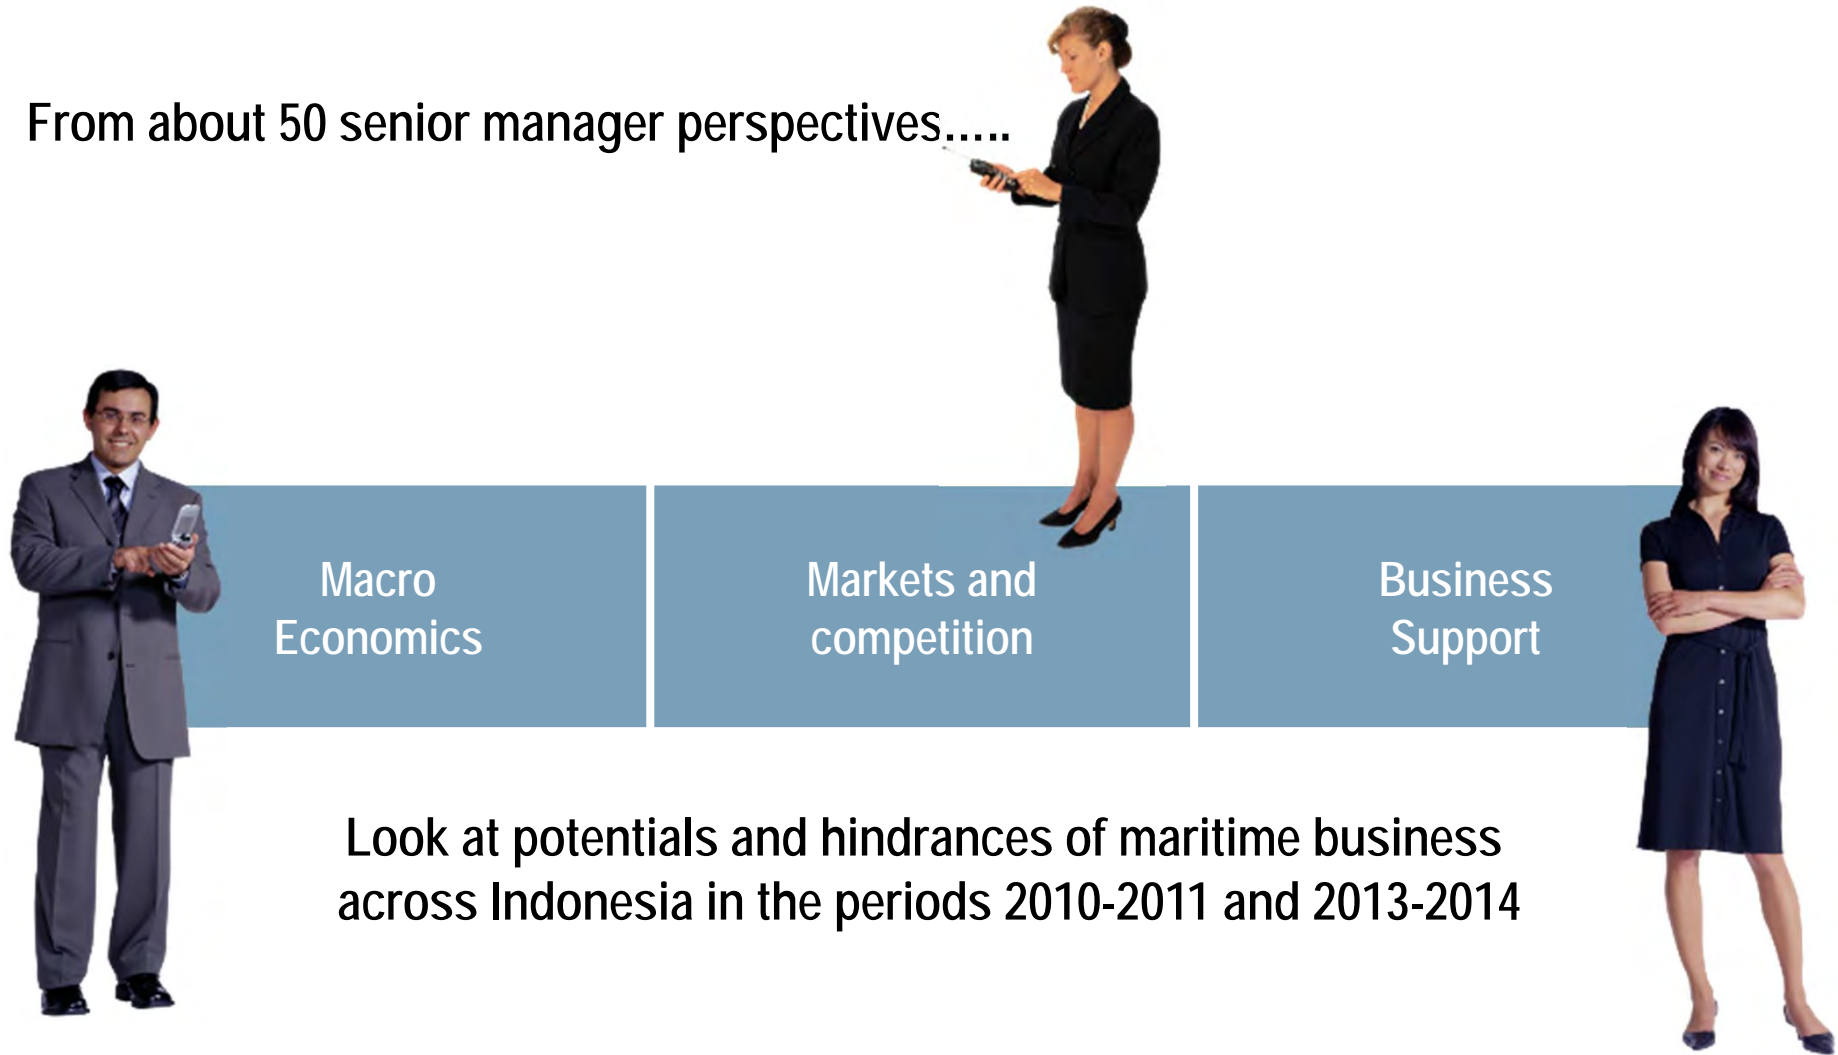 From about 50 senior manager perspectives…..
Macro
Economics
Markets and
competition
Business
Support
Look at potentials and hindrances of maritime business
across Indonesia in the periods 2010-2011 and 2013-2014